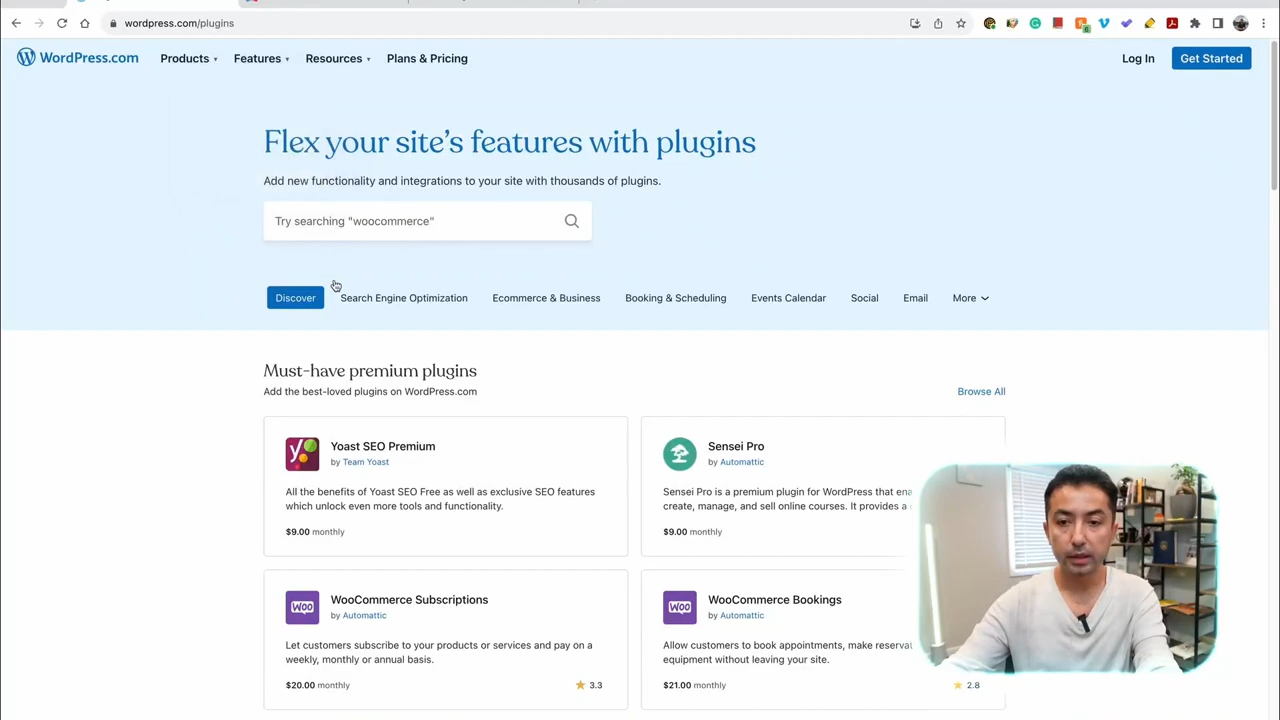 wordpress.com/plugins
WordPress.com
Products
Features
Resources
Plans & Pricing
Log In
Get Started
Flex your site's features with plugins
Add new functionality and integrations to your site with thousands of plugins.
Try searching "woocommerce"
Discover
Search Engine Optimization
Ecommerce & Business
Booking & Scheduling
Events Calendar
Social
Email
More
Must-have premium plugins
Add the best-loved plugins on WordPress.com
Browse All
Yoast SEO Premium
by Team Yoast
All the benefits of Yoast SEO Free as well as exclusive SEO features
which unlock even more tools and functionality.
$9.00 monthly
Sensei Pro
by Automattic
Sensei Pro is a premium plugin for WordPress that ena
create, manage, and sell online courses. It provides a
$9.00 monthly
Woo
WooCommerce Subscriptions
by Automattic
Let customers subscribe to your products or services and pay on a
weekly, monthly or annual basis.
$20.00 monthly
3.3
Woo
WooCommerce Bookings
by Automattic
Allow customers to book appointments, make reserva
equipment without leaving your site.
$21.00 monthly
2.8